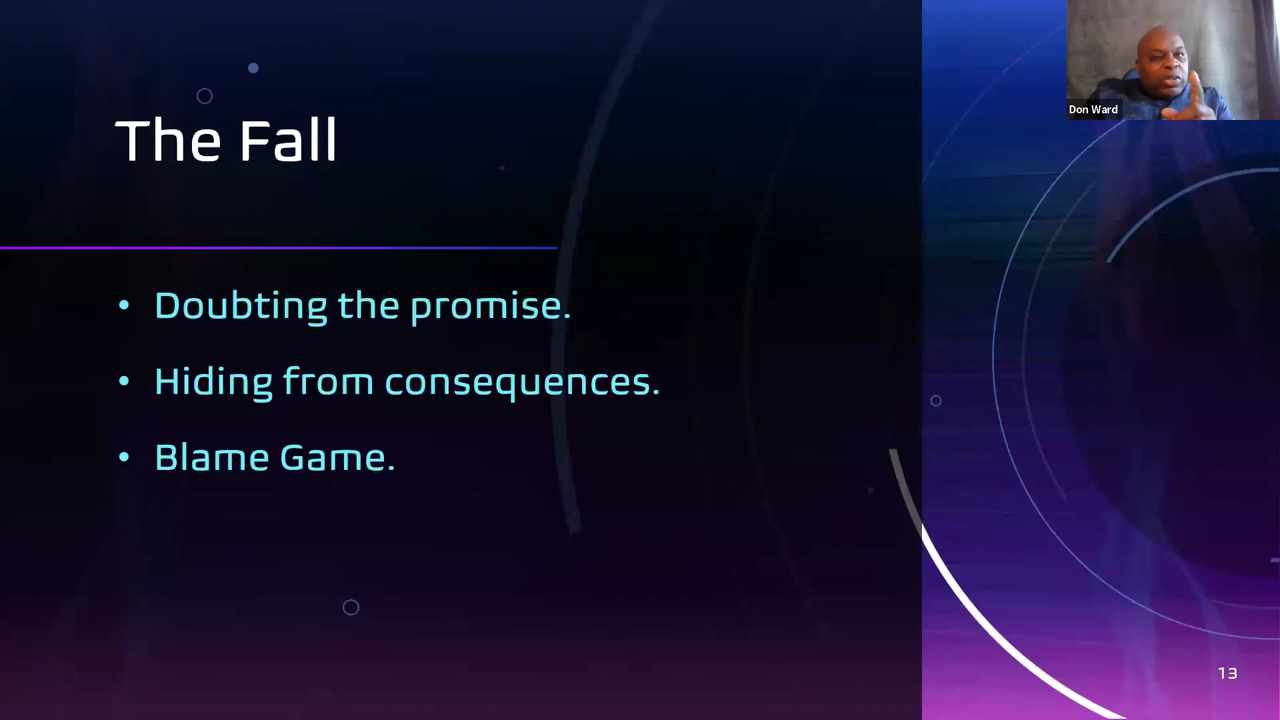 The Fall
• Doubting the promise.
• Hiding from consequences.
• Blame Game.
Don Ward
13